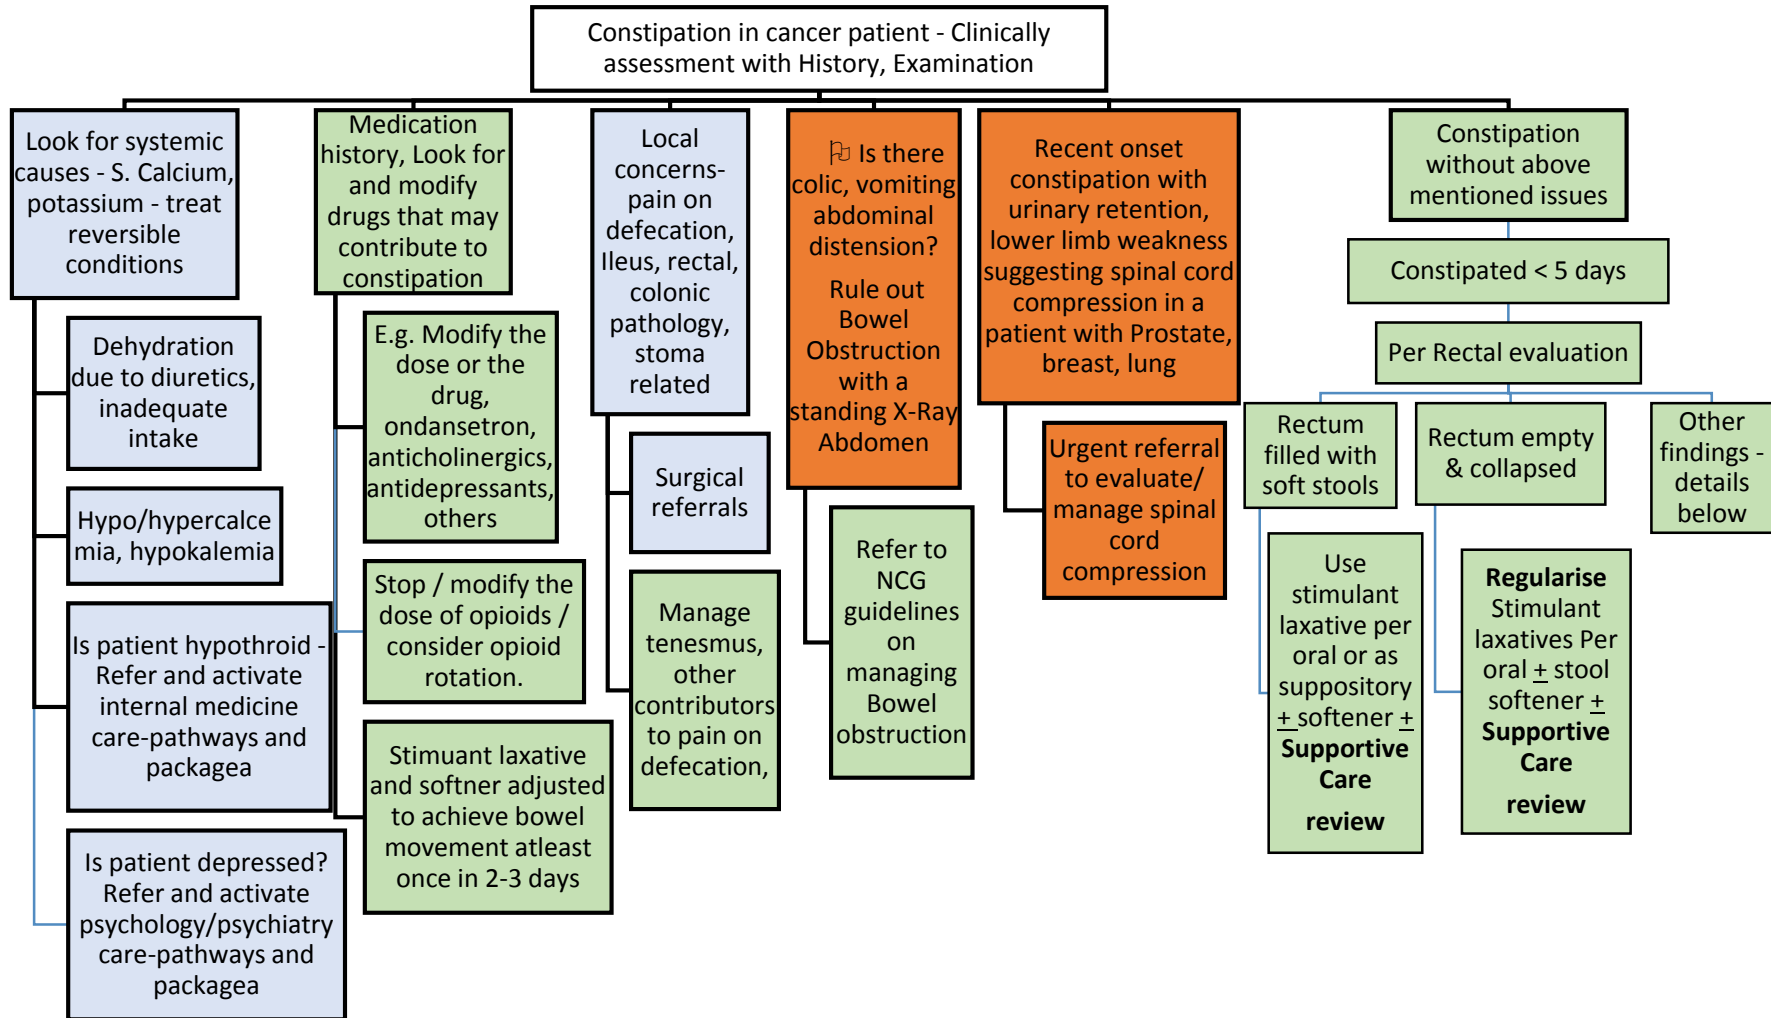 Constipation in cancer patient - Clinically
assessment with History, Examination
Look for systemic
causes - S. Calcium,
potassium - treat
reversible
conditions
Dehydration
due to diuretics,
inadequate
intake
Hypo/hypercalce
mia, hypokalemia
Is patient hypothroid -
Refer and activate
internal medicine
care-pathways and
packagea
Is patient depressed?
Refer and activate
psychology/psychiatry
care-pathways and
packagea
Medication
history, Look for
and modify
drugs that may
contribute to
constipation
E.g. Modify the
dose or the
drug,
ondansetron,
anticholinergics,
antidepressants,
others
Stop / modify the
dose of opioids /
consider opioid
rotation.
Stimuant laxative
and softner adjusted
to achieve bowel
movement atleast
once in 2-3 days
Local
concerns-
pain on
defecation,
Ileus, rectal,
colonic
pathology,
stoma
related
Surgical
referrals
Manage
tenesmus,
other
contributors
to pain on
defecation,
Is there
colic, vomiting
abdominal
distension?
Rule out
Bowel
Obstruction
with a
standing X-Ray
Abdomen
Refer to
NCG
guidelines
on
managing
Bowel
obstruction
Recent onset
constipation with
urinary retention,
lower limb weakness
suggesting spinal cord
compression in a
patient with Prostate,
breast, lung
Urgent referral
to evaluate/
manage spinal
cord
compression
Constipation
without above
mentioned issues
Constipated < 5 days
Per Rectal evaluation
Rectum
filled with
soft stools
Use
stimulant
laxative per
oral or as
suppository
+ softener +
Supportive
Care
review
Rectum empty
& collapsed
Regularise
Stimulant
laxatives Per
oral + stool
softener +
Supportive
Care
review
Other
findings -
details
below